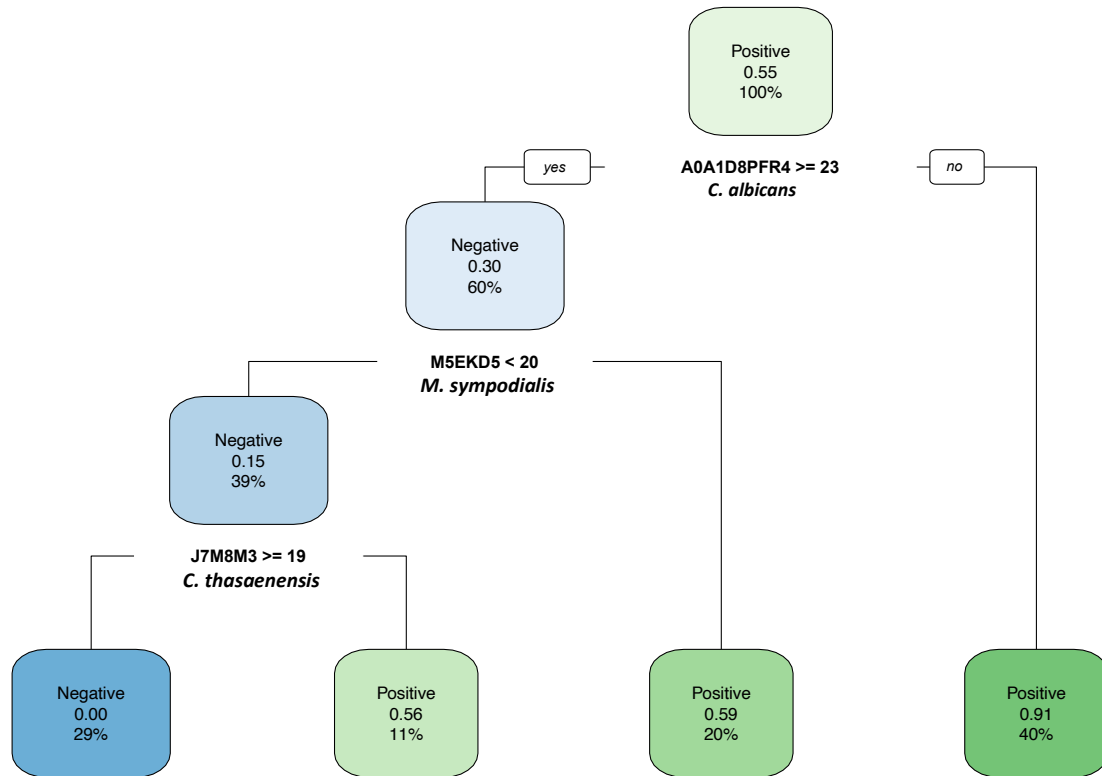 Positive
0.55
100%
yes
A0A1D8PFR4 >= 23
no
C. albicans
Negative
0.30
60%
M5EKD5 < 20
M. sympodialis
Negative
0.15
39%
J7M8M3 >= 19
C. thasaenensis
Negative
0.00
29%
Positive
0.56
11%
Positive
0.59
20%
Positive
0.91
40%